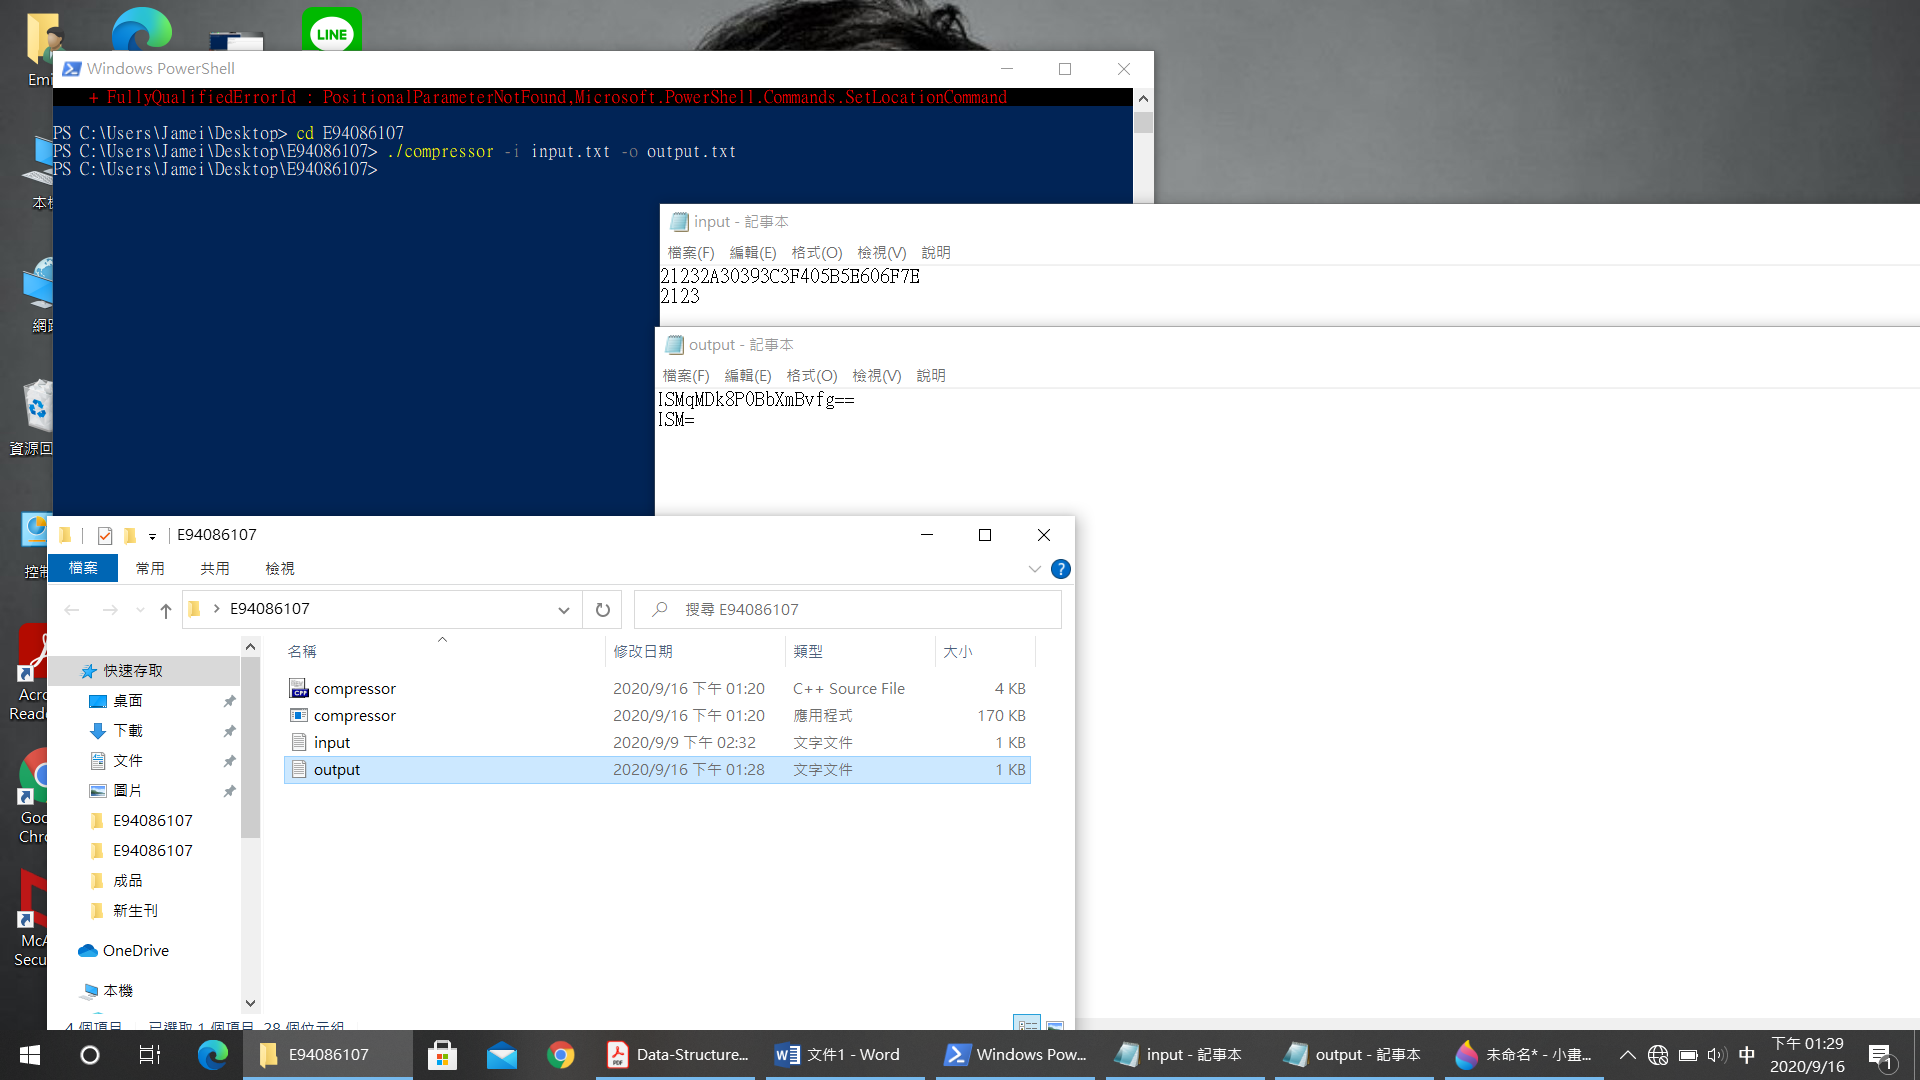 LINE
Emi
Windows PowerShell
+ FullyQualifiedErrorId : PositionalParameterNotFound,Microsoft.PowerShell.Commands.SetLocationCommand
PS C:\Users\Jamei\Desktop> cd E94086107
PS C:\Users\Jamei\Desktop\E94086107> ./compressor -i input.txt -o output.txt
PS C:\Users\Jamei\Desktop\E94086107>
本機
網路
資源回
控制
Acro
Read
Goo
Chr
McA
Secu
input - 記事本
檔案(F) 編輯(E) 格式(O) 檢視(V) 說明
21232A30393C3F405B5E606F7E
2123
output - 記事本
檔案(F) 編輯(E) 格式(O) 檢視(V) 說明
ISMqMDk8P0BbXmBvfg==
ISM=
E94086107
檔案 常用 共用 檢視
E94086107
搜尋 E94086107
名稱 修改日期 類型 大小
compressor 2020/9/16 下午 01:20 C++ Source File 4 KB
compressor 2020/9/16 下午 01:20 應用程式 170 KB
input 2020/9/9 下午 02:32 文字文件 1 KB
output 2020/9/16 下午 01:28 文字文件 1 KB
快速存取
桌面
下載
文件
圖片
E94086107
E94086107
成品
新生刊
OneDrive
本機
4 個項目 已選取 1 個項目 28 個位元組
E94086107
Data-Structure...
文件1 - Word
Windows Pow...
input - 記事本
output - 記事本
未命名* - 小畫...
中
下午 01:29
2020/9/16
1